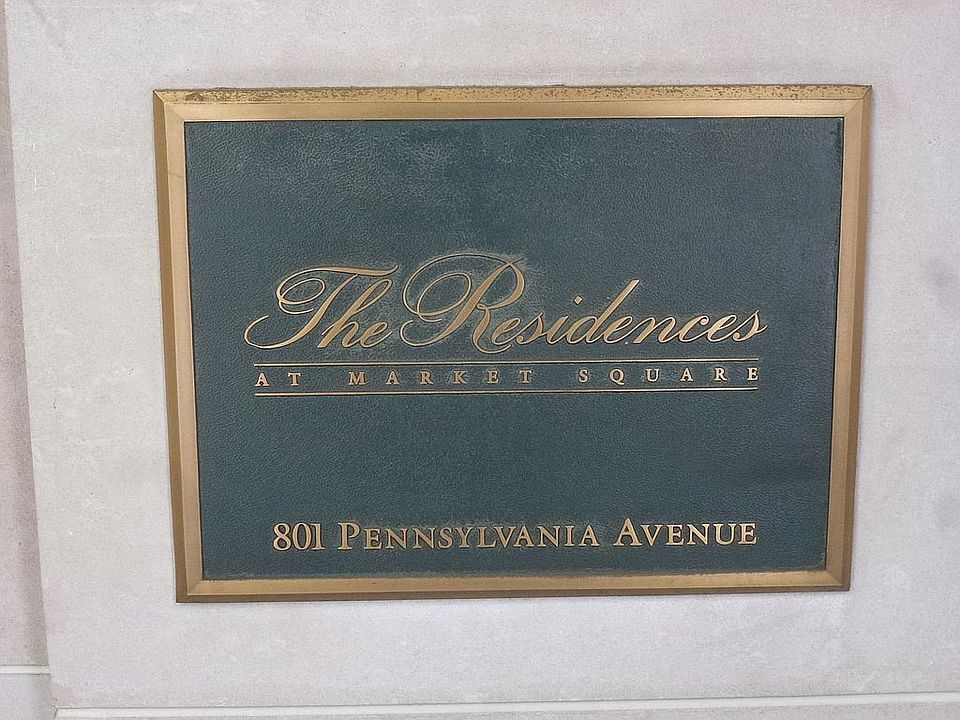 The Residences
AT MARKET SQUARE
801 PENNSYLVANIA AVENUE